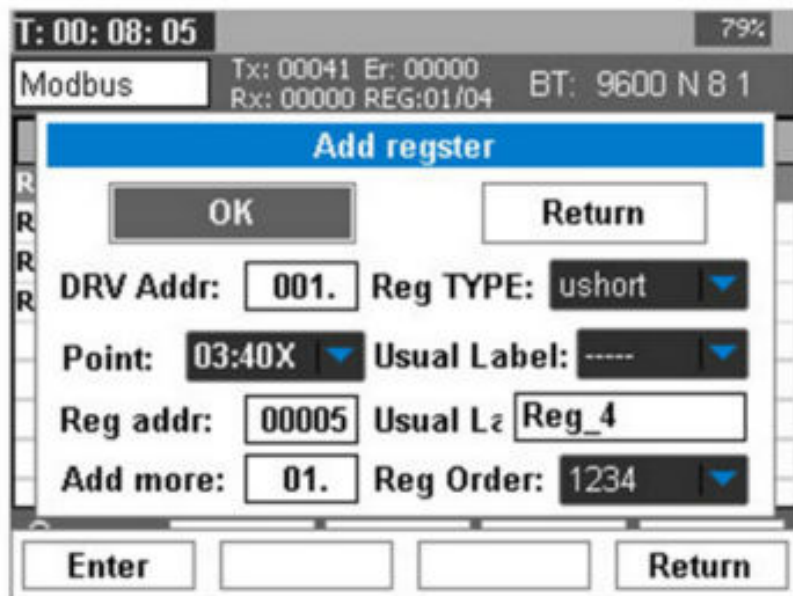 T: 00: 08: 05 79%
Modbus Tx: 00041 Er: 00000 BT: 9600 N 8 1
Rx: 00000 REG:01/04
Add regster
OK Return
R
R
R
R
DRV Addr: 001. Reg TYPE: ushort
Point: 03:40X Usual Label: -----
Reg addr: 00005 Usual La Reg_4
Add more: 01. Reg Order: 1234
Enter Return